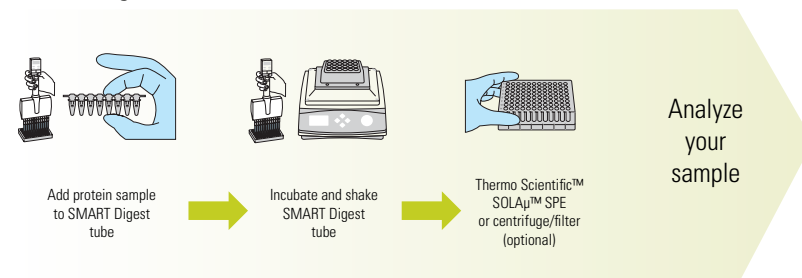 Add protein sample
to SMART Digest
tube
Incubate and shake
SMART Digest
tube
Thermo Scientific™
SOLAµ™ SPE
or centrifuge/filter
(optional)
Analyze
your
sample